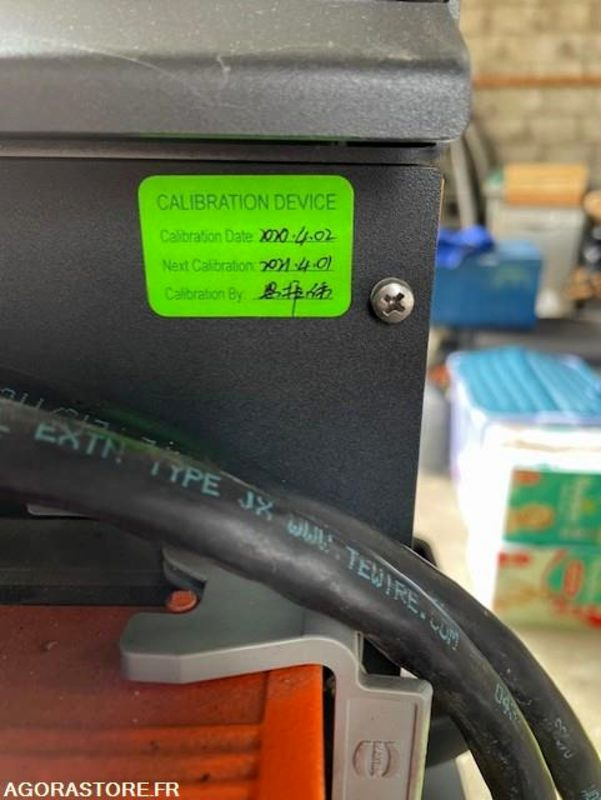 CALIBRATION DEVICE
Calibration Date: 2020.4.02
Next Calibration: 2021.4.01
Calibration By:
EXTN TYPE JX WWW.TEWIRE.COM
AGORASTORE.FR